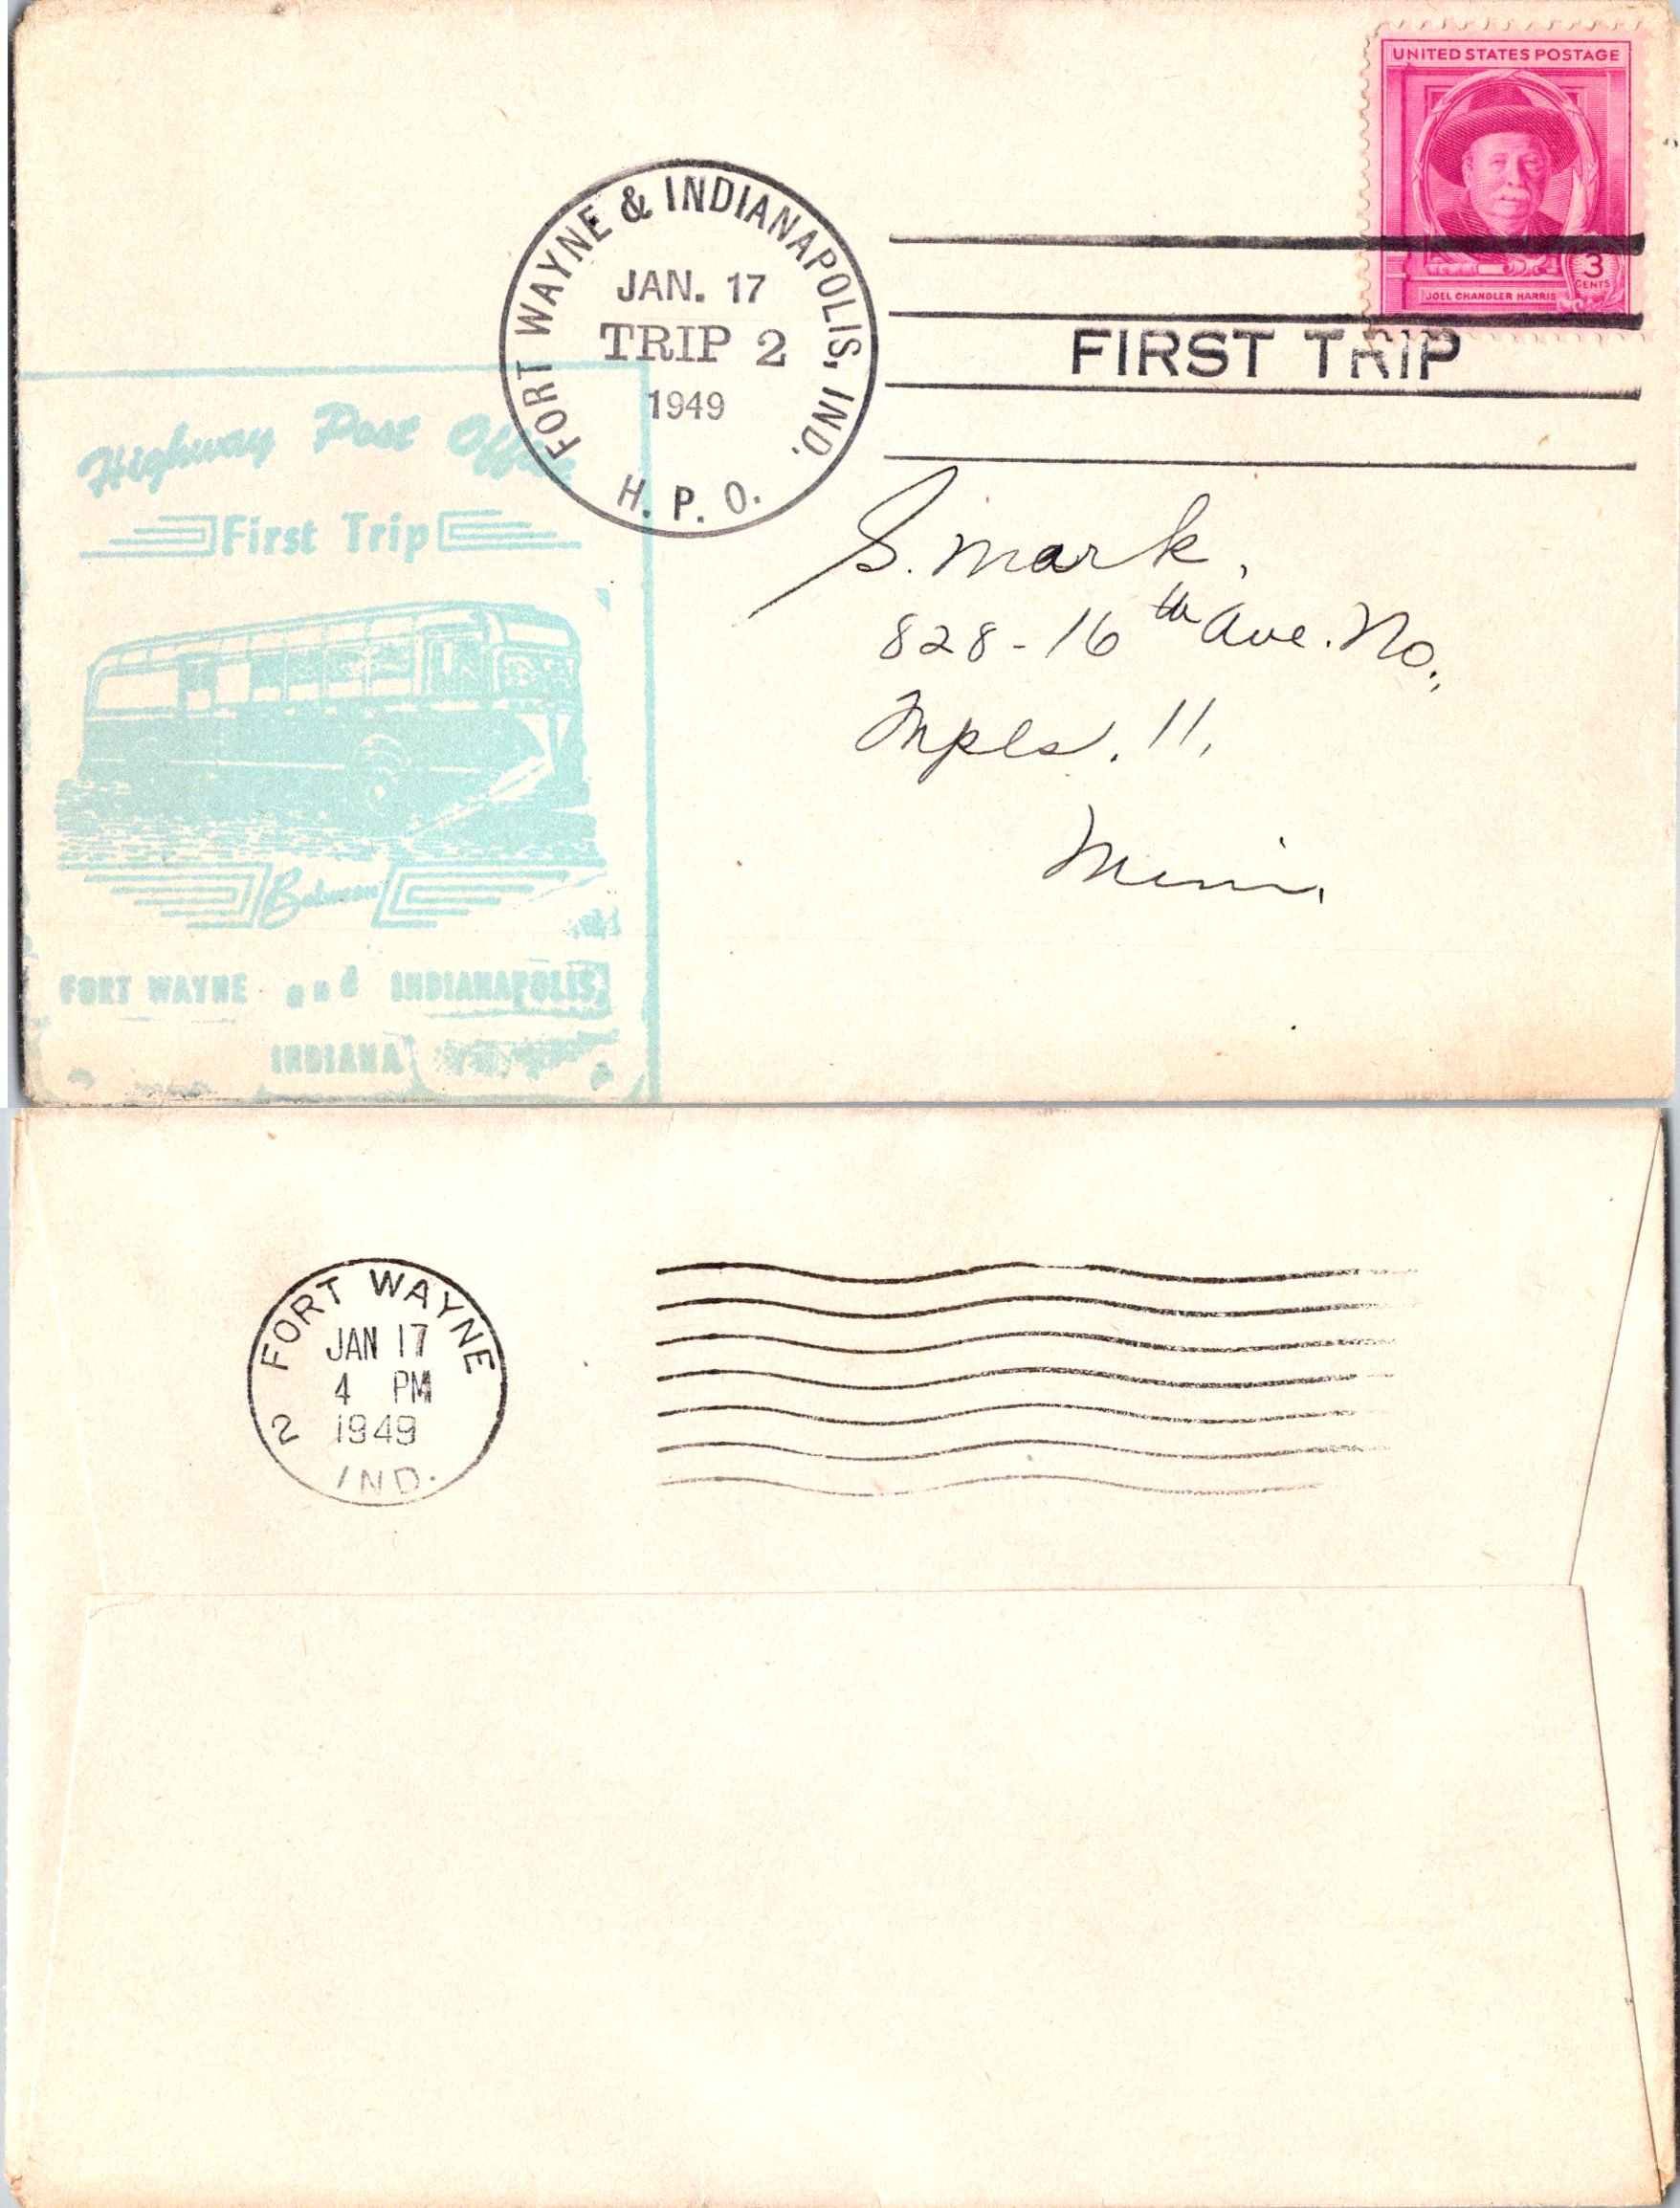 UNITED STATES POSTAGE
3
CENTS
JOEL CHANDLER HARRIS
FORT WAYNE & INDIANAPOLIS, IND.
JAN. 17
TRIP 2
1949
H. P. O.
FIRST TRIP
Highway Post Office
First Trip
Between
FORT WAYNE and INDIANAPOLIS,
INDIANA
S. Mark,
828-16th Ave. No.,
Mpls. 11,
Minn.
FORT WAYNE
JAN 17
4 PM
2 1949
IND.